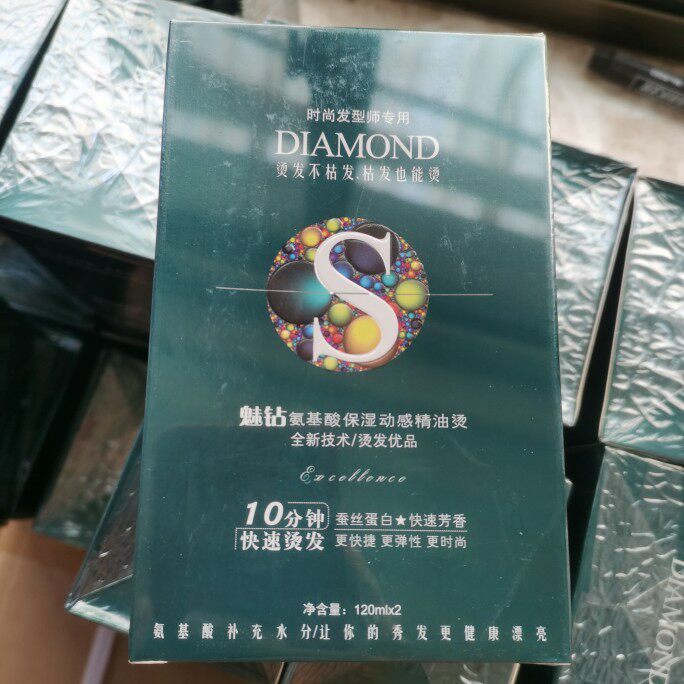 时尚发型师专用
DIAMOND
烫发不枯发.枯发也能烫
S
魅钻氨基酸保湿动感精油烫
全新技术/烫发优品
Excellence
10分钟 蚕丝蛋白★快速芳香
快速烫发 更快捷 更弹性 更时尚
净含量：120mlx2
氨基酸补充水分/让你的秀发更健康漂亮
DIAMOND